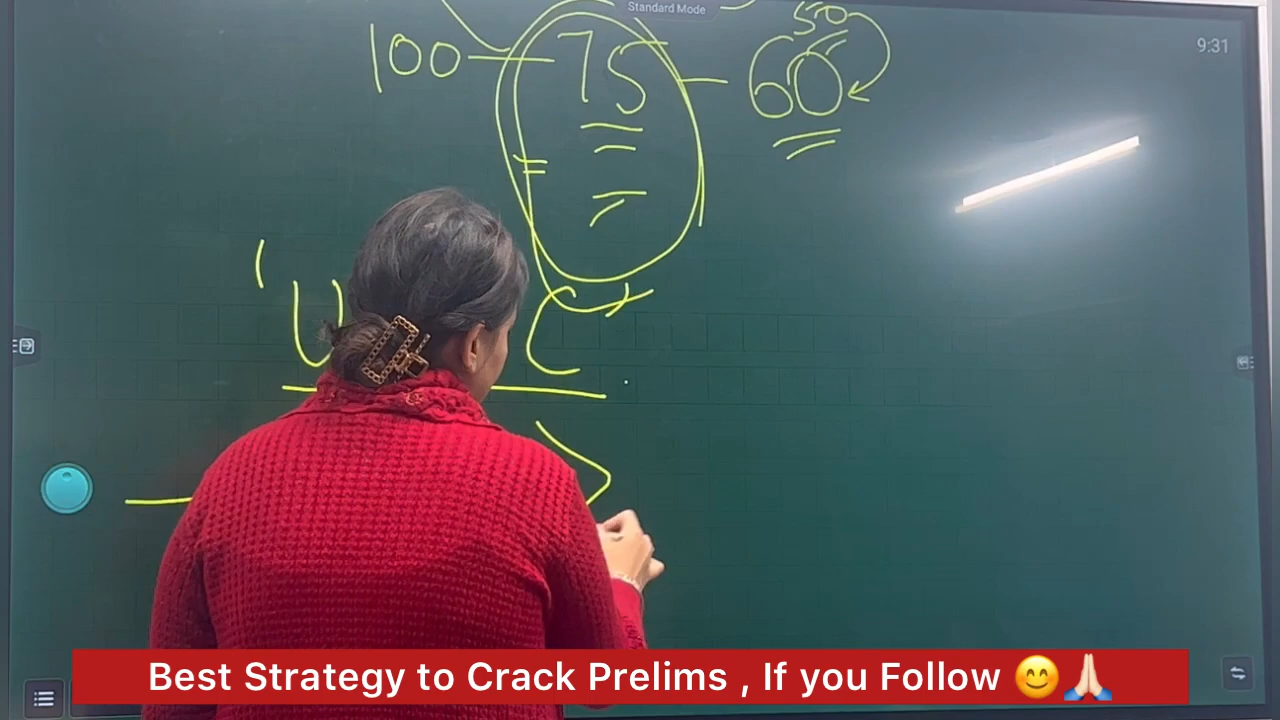 Standard Mode
50
100 - 75 - 60
9:31
Best Strategy to Crack Prelims , If you Follow 😊🙏🏻